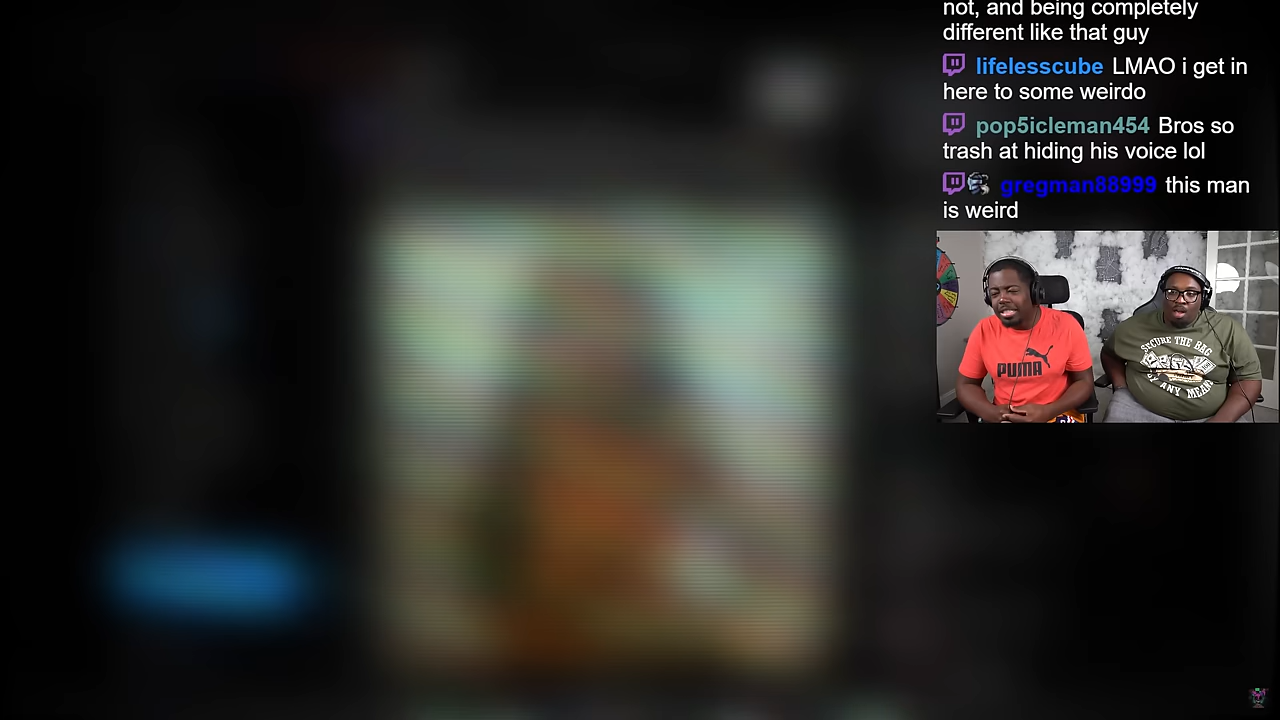 not, and being completely
different like that guy
lifelesscube LMAO i get in
here to some weirdo
pop5icleman454 Bros so
trash at hiding his voice lol
gregman88999 this man
is weird
PUMA
SECURE THE BAG
BY ANY MEANS